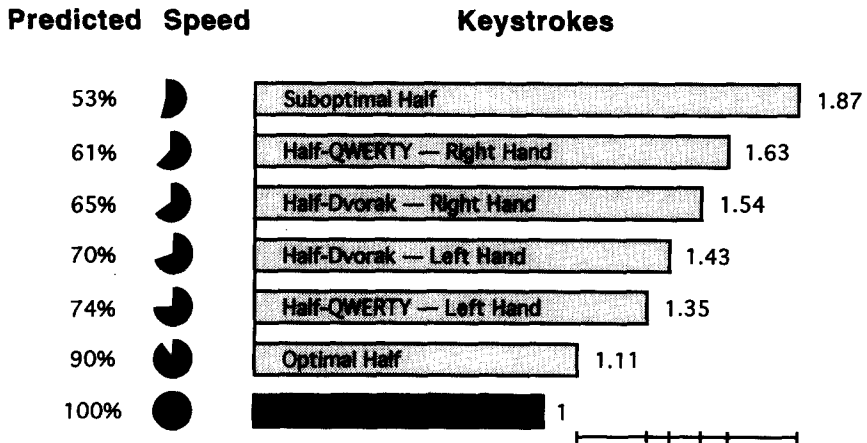 Predicted Speed Keystrokes
53% Suboptimal Half 1.87
61% Half-QWERTY — Right Hand 1.63
65% Half-Dvorak — Right Hand 1.54
70% Half-Dvorak — Left Hand 1.43
74% Half-QWERTY — Left Hand 1.35
90% Optimal Half 1.11
100% 1